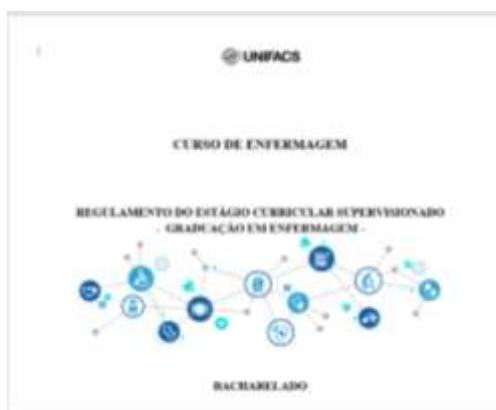 UNIFACS
CURSO DE ENFERMAGEM
REGULAMENTO DO ESTÁGIO CURRICULAR SUPERVISIONADO
- GRADUAÇÃO EM ENFERMAGEM -
BACHARELADO